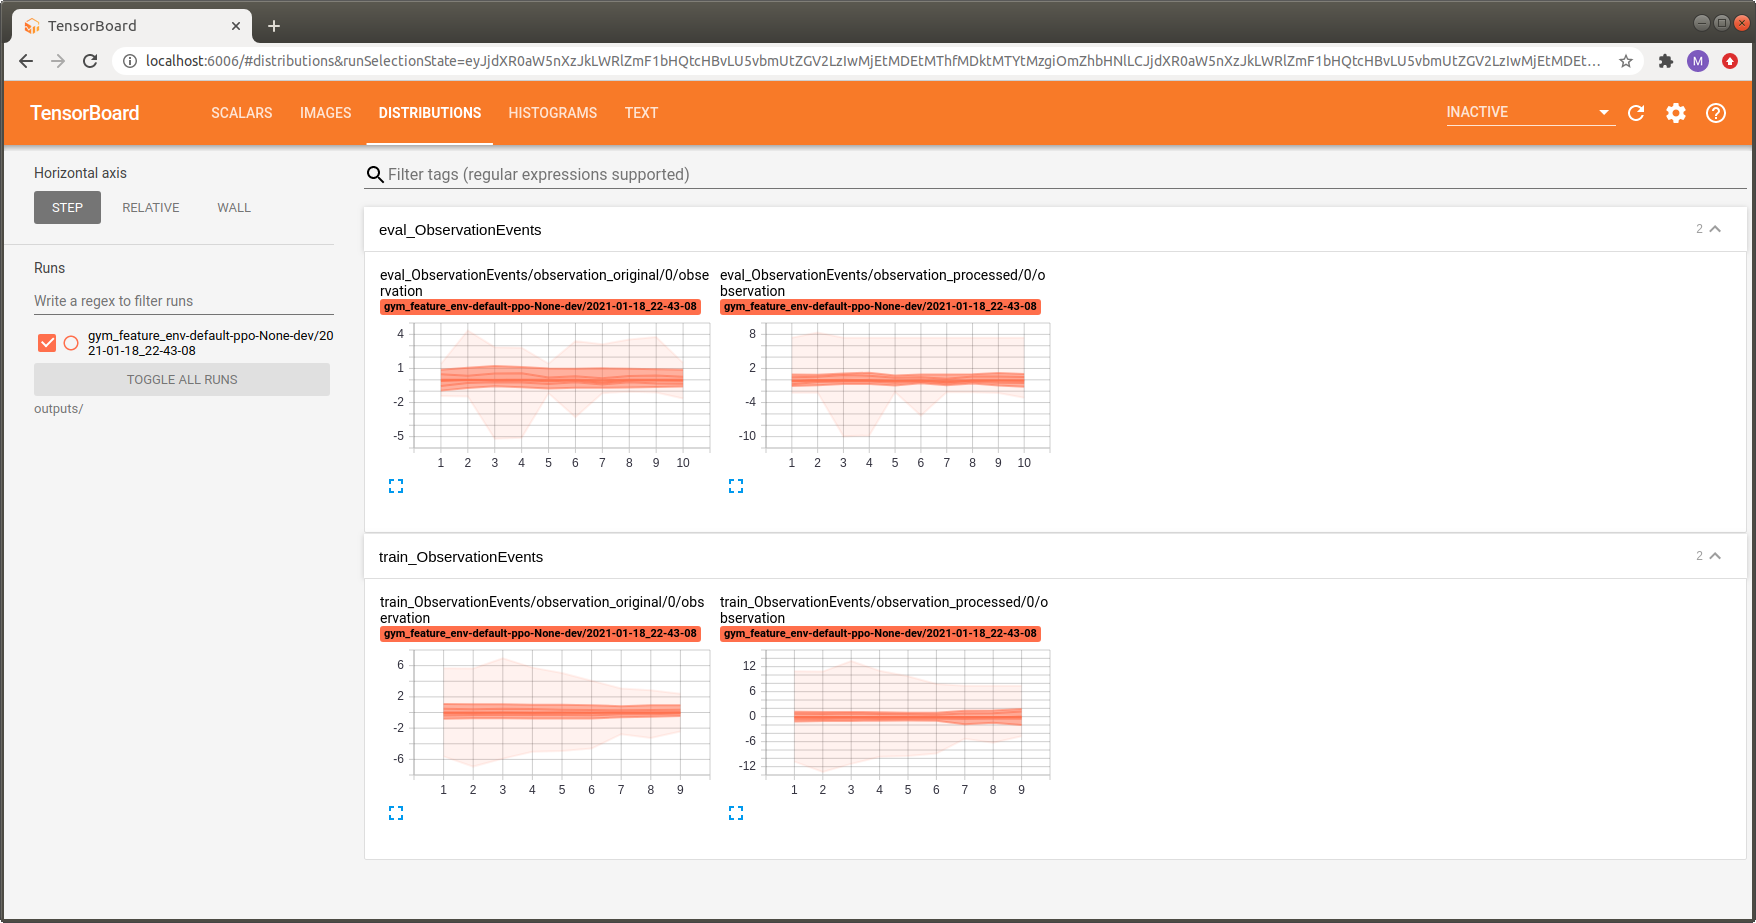 TensorBoard
localhost:6006/#distributions&runSelectionState=eyJjdXR0aW5nXzJkLWRlZmF1bHQtcHBvLU5vbmUtZGV2LzIwMjEtMDEtMThfMDktMTYtMzgiOmZhbHNlLCJjdXR0aW5nXzJkLWRlZmF1bHQtcHBvLU5vbmUtZGV2LzIwMjEtMDEt...
M
TensorBoard
SCALARS IMAGES DISTRIBUTIONS HISTOGRAMS TEXT
INACTIVE
Horizontal axis
STEP RELATIVE WALL
Runs
Write a regex to filter runs
gym_feature_env-default-ppo-None-dev/20
21-01-18_22-43-08
TOGGLE ALL RUNS
outputs/
Filter tags (regular expressions supported)
eval_ObservationEvents
2
eval_ObservationEvents/observation_original/0/obse
rvation
gym_feature_env-default-ppo-None-dev/2021-01-18_22-43-08
4
1
-2
-5
1 2 3 4 5 6 7 8 9 10
eval_ObservationEvents/observation_processed/0/o
bservation
gym_feature_env-default-ppo-None-dev/2021-01-18_22-43-08
8
2
-4
-10
1 2 3 4 5 6 7 8 9 10
train_ObservationEvents
2
train_ObservationEvents/observation_original/0/obs
ervation
gym_feature_env-default-ppo-None-dev/2021-01-18_22-43-08
6
2
-2
-6
1 2 3 4 5 6 7 8 9
train_ObservationEvents/observation_processed/0/o
bservation
gym_feature_env-default-ppo-None-dev/2021-01-18_22-43-08
12
6
0
-6
-12
1 2 3 4 5 6 7 8 9